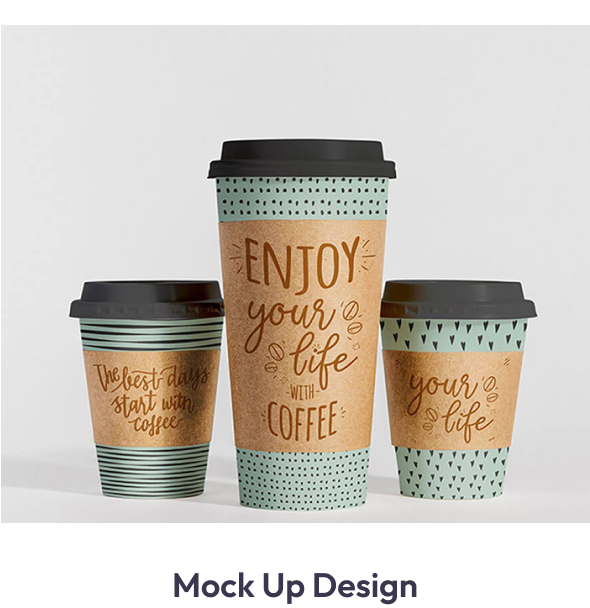 The best days
start with
coffee
ENJOY
your
life
-WITH-
COFFEE
your
life
Mock Up Design